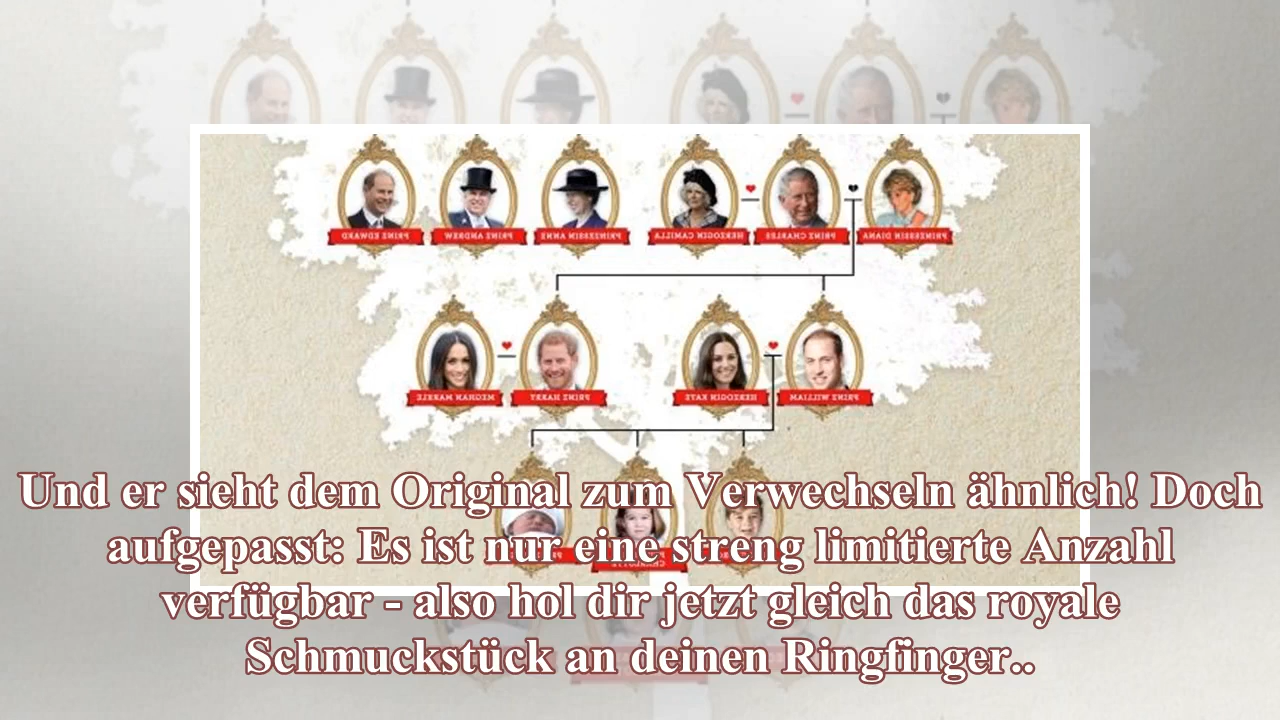 PRINZ EDWARD
PRINZ ANDREW
PRINZESSIN ANNE
HERZOGIN CAMILLA
PRINZ CHARLES
PRINZESSIN DIANA
MEGHAN MARKLE
PRINZ HARRY
HERZOGIN KATE
PRINZ WILLIAM
CHARLOTTE
Und er sieht dem Original zum Verwechseln ähnlich! Doch
aufgepasst: Es ist nur eine streng limitierte Anzahl
verfügbar - also hol dir jetzt gleich das royale
Schmuckstück an deinen Ringfinger..